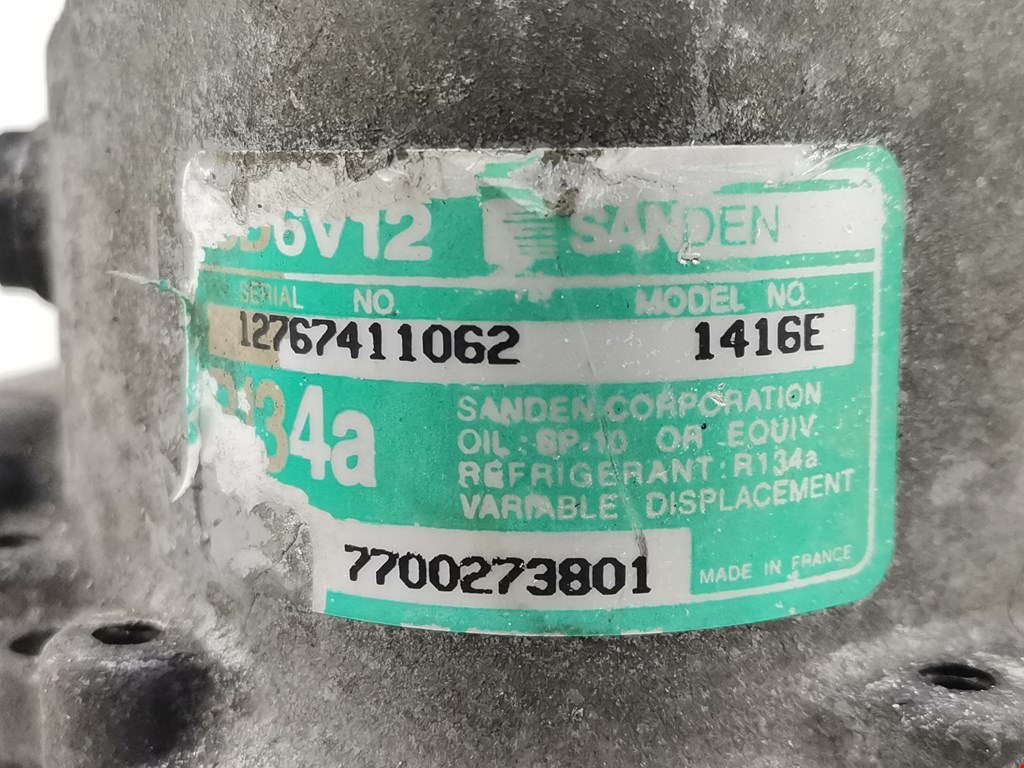 SD6V12 SANDEN
SERIAL NO MODEL NO.
12767411062 1416E
R134a
SANDEN CORPORATION
OIL : SP-10 OR EQUIV.
REFRIGERANT : R134a
VARIABLE DISPLACEMENT
7700273801
MADE IN FRANCE